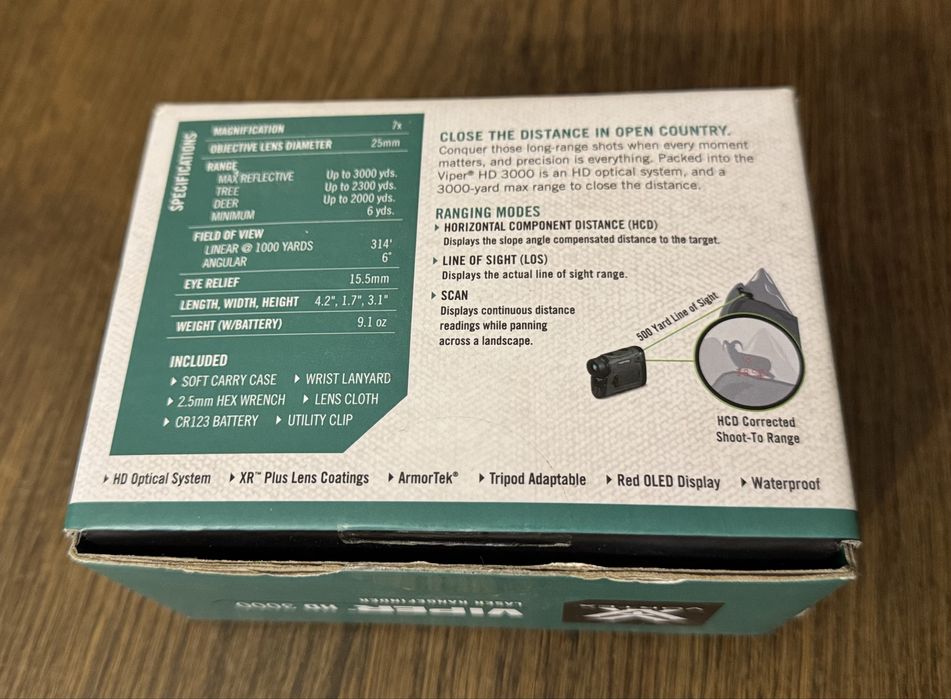 SPECIFICATIONS
MAGNIFICATION 7x
OBJECTIVE LENS DIAMETER 25mm
RANGE
MAX REFLECTIVE Up to 3000 yds.
TREE Up to 2300 yds.
DEER Up to 2000 yds.
MINIMUM 6 yds.
FIELD OF VIEW
LINEAR @ 1000 YARDS 314'
ANGULAR 6°
EYE RELIEF 15.5mm
LENGTH, WIDTH, HEIGHT 4.2", 1.7", 3.1"
WEIGHT (W/BATTERY) 9.1 oz
INCLUDED
SOFT CARRY CASE WRIST LANYARD
2.5mm HEX WRENCH LENS CLOTH
CR123 BATTERY UTILITY CLIP
CLOSE THE DISTANCE IN OPEN COUNTRY.
Conquer those long-range shots when every moment
matters, and precision is everything. Packed into the
Viper® HD 3000 is an HD optical system, and a
3000-yard max range to close the distance.
RANGING MODES
HORIZONTAL COMPONENT DISTANCE (HCD)
Displays the slope angle compensated distance to the target.
LINE OF SIGHT (LOS)
Displays the actual line of sight range.
SCAN
Displays continuous distance
readings while panning
across a landscape.
500 Yard Line of Sight
HCD Corrected
Shoot-To Range
HD Optical System XR™ Plus Lens Coatings ArmorTek® Tripod Adaptable Red OLED Display Waterproof
VIPER HD 3000
LASER RANGEFINDER
VORTEX